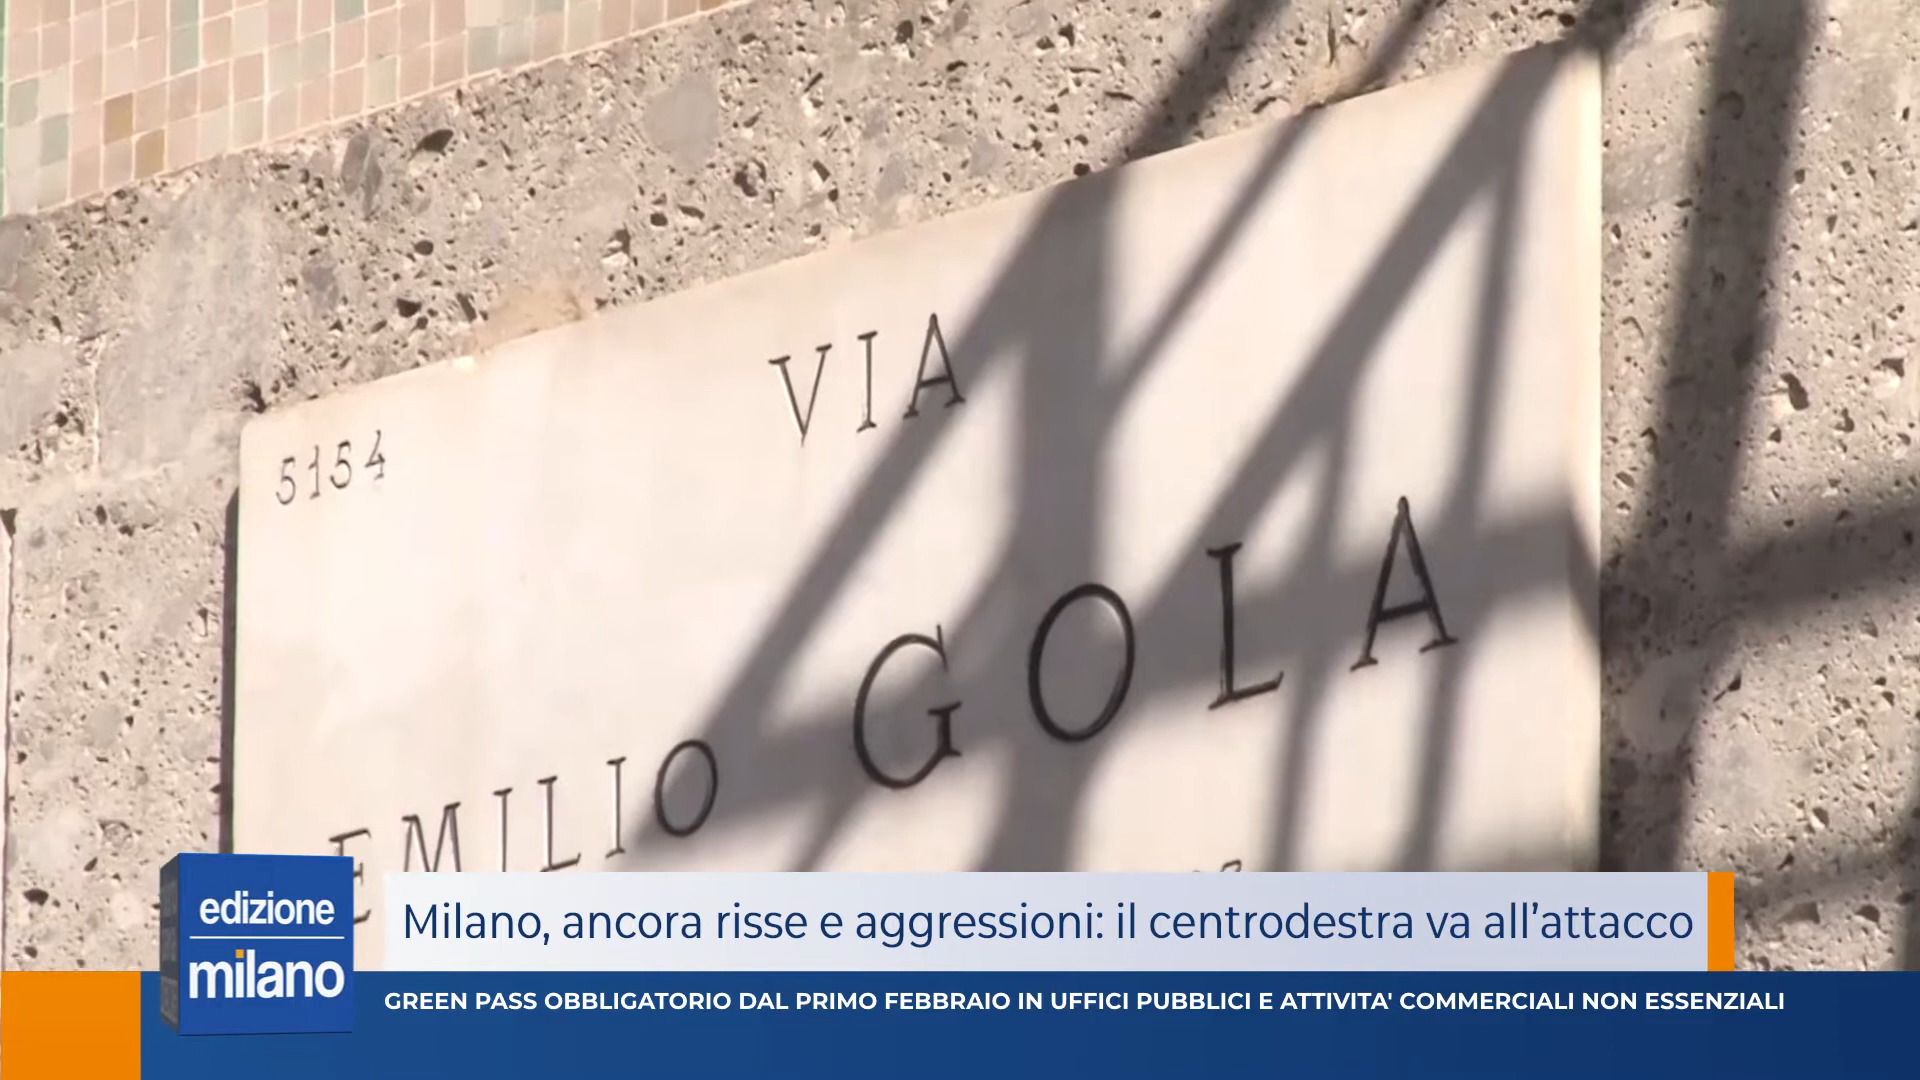 VIA
5154
EMILIO GOLA
edizione
milano
Milano, ancora risse e aggressioni: il centrodestra va all’attacco
GREEN PASS OBBLIGATORIO DAL PRIMO FEBBRAIO IN UFFICI PUBBLICI E ATTIVITA' COMMERCIALI NON ESSENZIALI